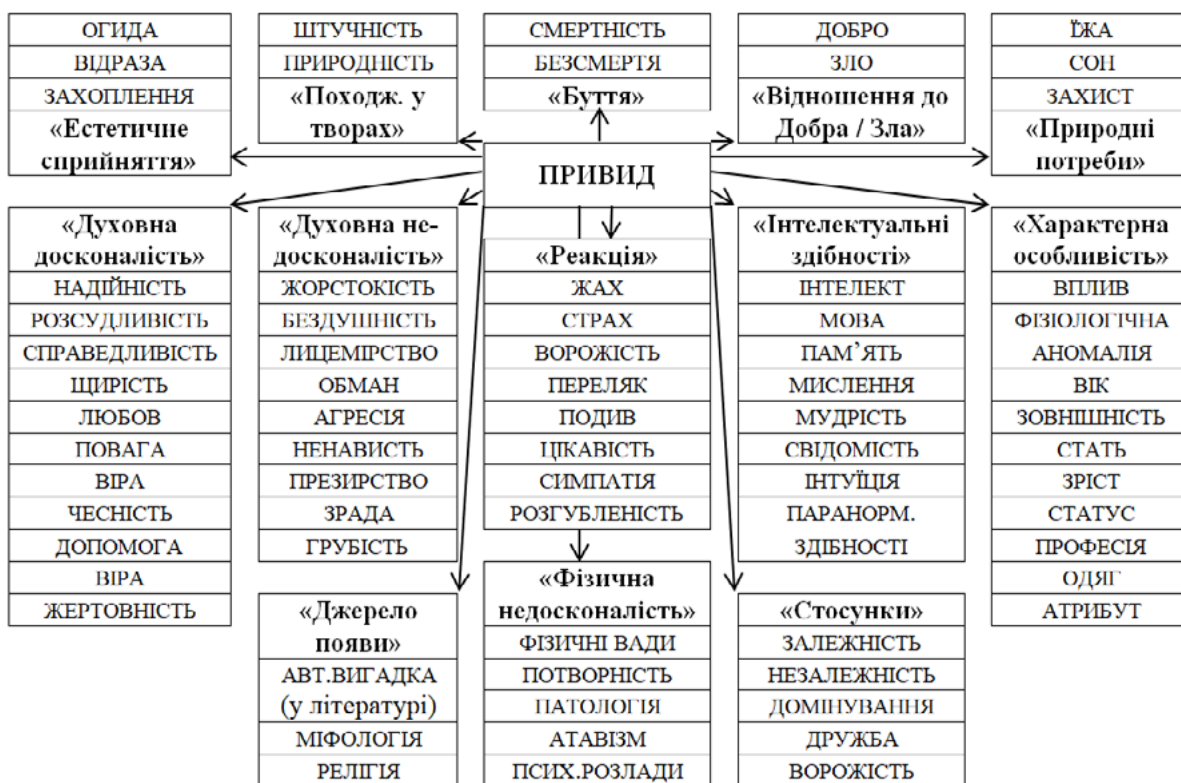 ОГИДА
ВІДРАЗА
ЗАХОПЛЕННЯ
«Естетичне
сприйняття»
ШТУЧНІСТЬ
ПРИРОДНІСТЬ
«Походж. у
творах»
СМЕРТНІСТЬ
БЕЗСМЕРТЯ
«Буття»
ДОБРО
ЗЛО
«Відношення до
Добра / Зла»
ЇЖА
СОН
ЗАХИСТ
«Природні
потреби»
ПРИВИД
«Духовна
досконалість»
НАДІЙНІСТЬ
РОЗСУДЛИВІСТЬ
СПРАВЕДЛИВІСТЬ
ЩИРІСТЬ
ЛЮБОВ
ПОВАГА
ВІРА
ЧЕСНІСТЬ
ДОПОМОГА
ВІРА
ЖЕРТОВНІСТЬ
«Духовна не-
досконалість»
ЖОРСТОКІСТЬ
БЕЗДУШНІСТЬ
ЛИЦЕМІРСТВО
ОБМАН
АГРЕСІЯ
НЕНАВИСТЬ
ПРЕЗИРСТВО
ЗРАДА
ГРУБІСТЬ
«Реакція»
ЖАХ
СТРАХ
ВОРОЖІСТЬ
ПЕРЕЛЯК
ПОДИВ
ЦІКАВІСТЬ
СИМПАТІЯ
РОЗГУБЛЕНІСТЬ
«Інтелектуальні
здібності»
ІНТЕЛЕКТ
МОВА
ПАМ’ЯТЬ
МИСЛЕННЯ
МУДРІСТЬ
СВІДОМІСТЬ
ІНТУЇЦІЯ
ПАРАНОРМ.
ЗДІБНОСТІ
«Характерна
особливість»
ВПЛИВ
ФІЗІОЛОГІЧНА
АНОМАЛІЯ
ВІК
ЗОВНІШНІСТЬ
СТАТЬ
ЗРІСТ
СТАТУС
ПРОФЕСІЯ
ОДЯГ
АТРИБУТ
«Джерело
появи»
АВТ.ВИГАДКА
(у літературі)
МІФОЛОГІЯ
РЕЛІГІЯ
«Фізична
недосконалість»
ФІЗИЧНІ ВАДИ
ПОТВОРНІСТЬ
ПАТОЛОГІЯ
АТАВІЗМ
ПСИХ.РОЗЛАДИ
«Стосунки»
ЗАЛЕЖНІСТЬ
НЕЗАЛЕЖНІСТЬ
ДОМІНУВАННЯ
ДРУЖБА
ВОРОЖІСТЬ